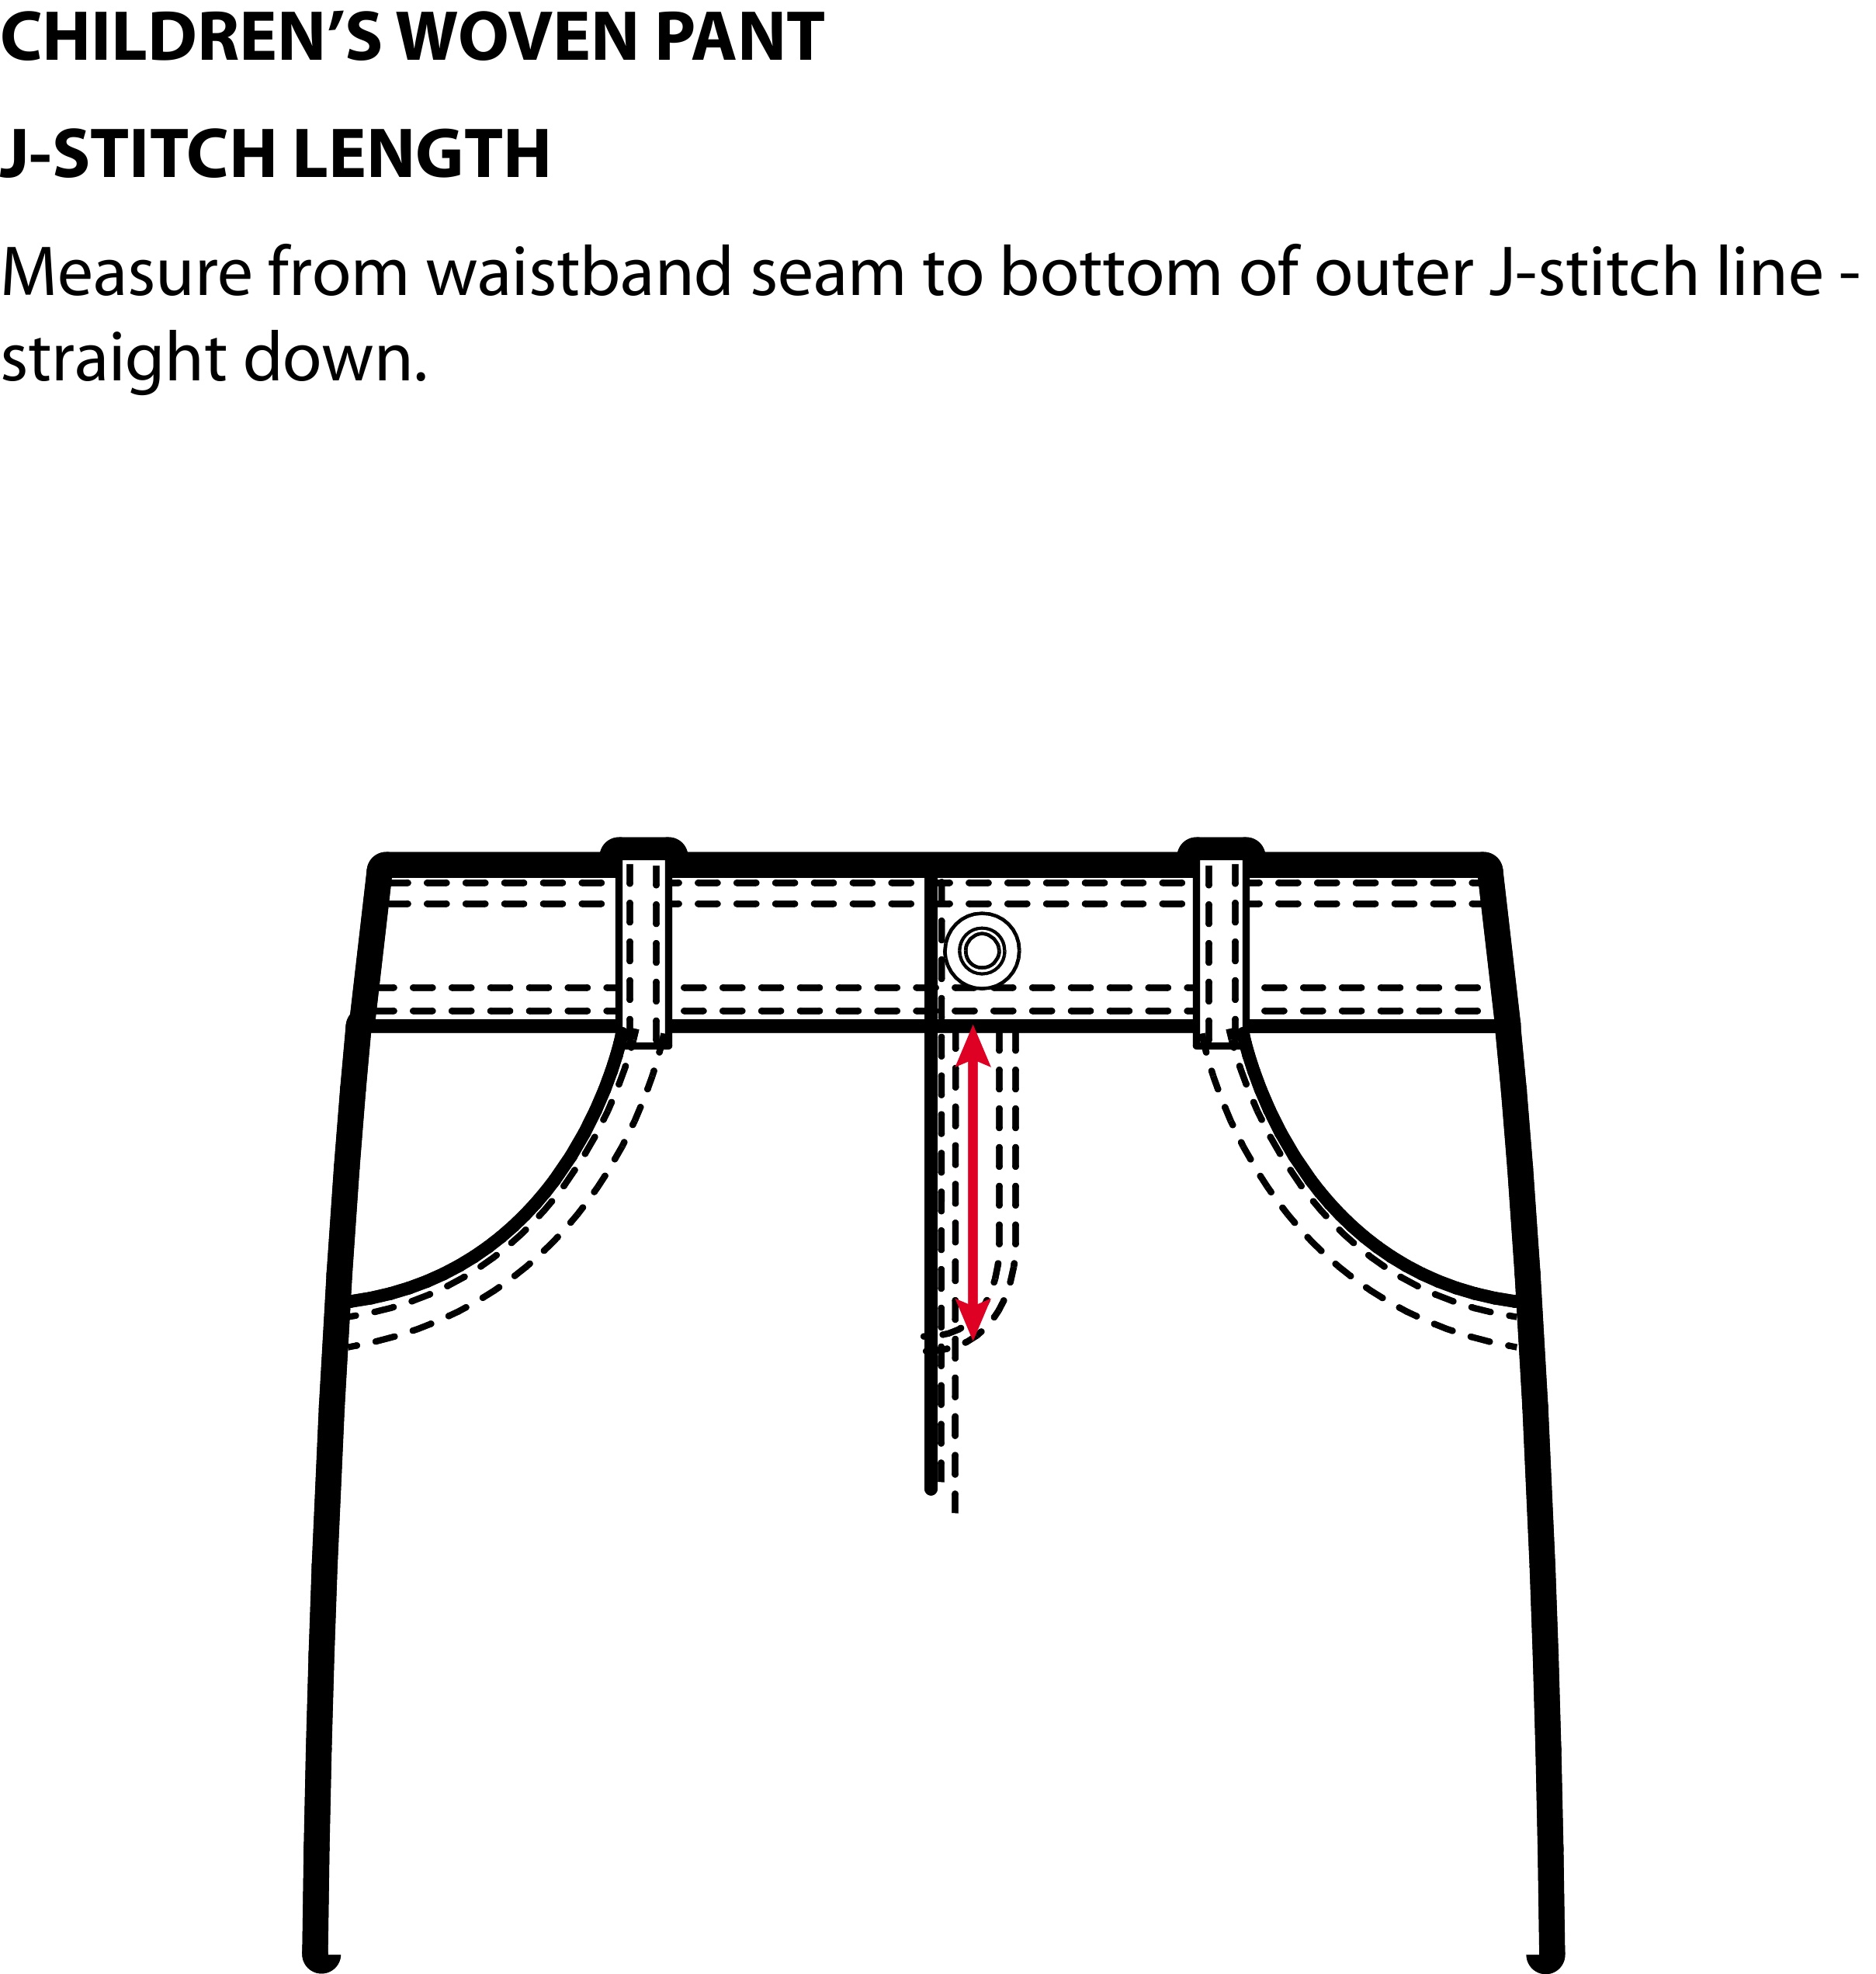 CHILDREN’S WOVEN PANT
J-STITCH LENGTH
Measure from waistband seam to bottom of outer J-stitch line -
straight down.